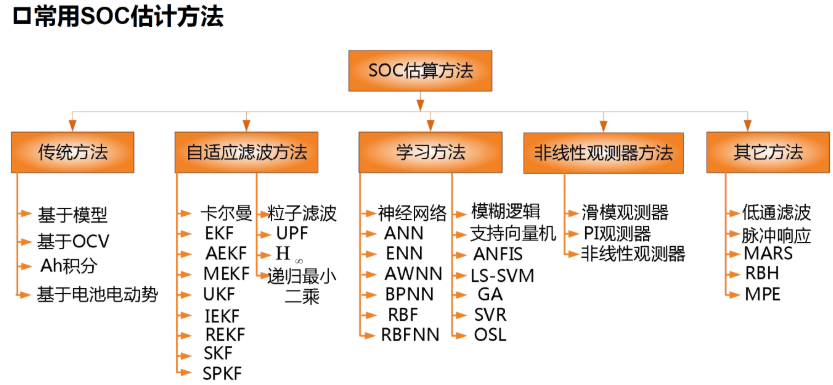 口常用SOC估计方法
SOC估算方法
传统方法
基于模型
基于OCV
Ah积分
基于电池电动势
自适应滤波方法
卡尔曼
EKF
AEKF
MEKF
UKF
IEKF
REKF
SKF
SPKF
粒子滤波
UPF
H∞
递归最小
二乘
学习方法
神经网络
ANN
ENN
AWNN
BPNN
RBF
RBFNN
模糊逻辑
支持向量机
ANFIS
LS-SVM
GA
SVR
OSL
非线性观测器方法
滑模观测器
PI观测器
非线性观测器
其它方法
低通滤波
脉冲响应
MARS
RBH
MPE